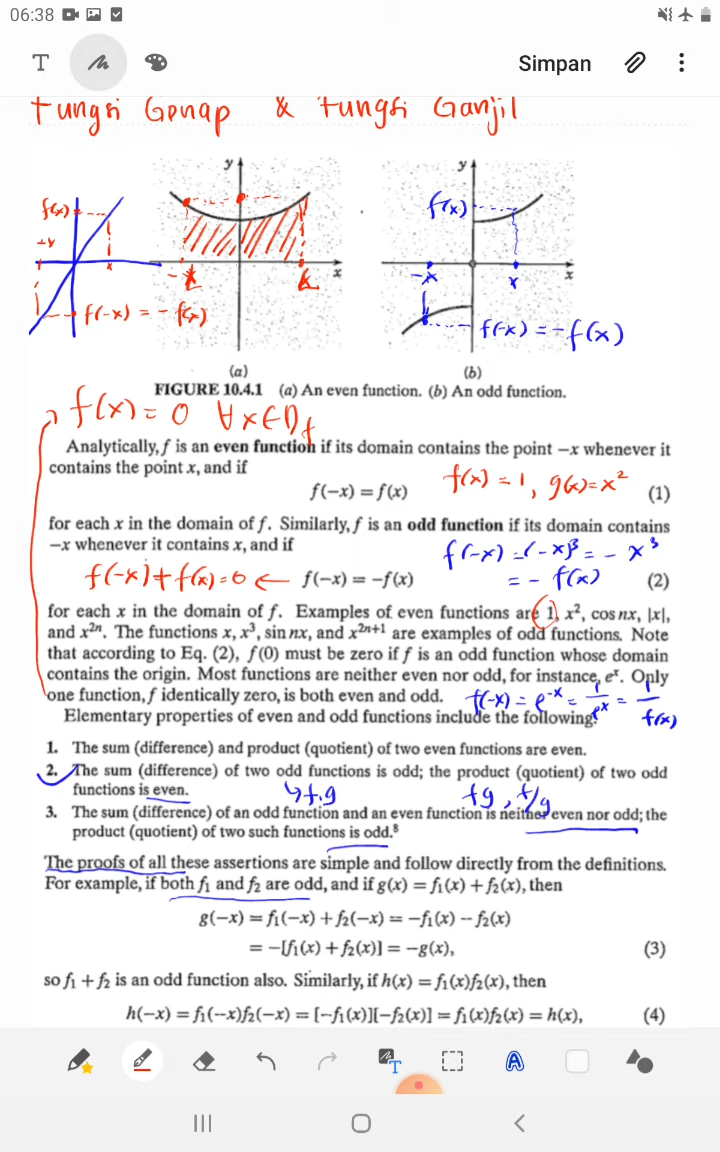 06:38
T
Simpan
Fungsi Genap & Fungsi Ganjil
y
f(x)
-x
x
f(-x) = - f(x)
-x
x
x
y
f(x)
-x
x
x
f(-x) = -f(x)
(a)
(b)
FIGURE 10.4.1 (a) An even function. (b) An odd function.
f(x) = 0 ∀x∈Df
Analytically, f is an even function if its domain contains the point −x whenever it
contains the point x, and if
f(−x) = f(x) f(x) = 1, g(x)=x² (1)
for each x in the domain of f. Similarly, f is an odd function if its domain contains
−x whenever it contains x, and if
f(-x) = (-x)³ = - x³
f(-x)+f(x)=0 ← f(−x) = −f(x) = - f(x) (2)
for each x in the domain of f. Examples of even functions are 1, x², cos nx, |x|,
and x²ⁿ. The functions x, x³, sin nx, and x²ⁿ⁺¹ are examples of odd functions. Note
that according to Eq. (2), f(0) must be zero if f is an odd function whose domain
contains the origin. Most functions are neither even nor odd, for instance, eˣ. Only
one function, f identically zero, is both even and odd. f(-x) = e⁻ˣ = 1/eˣ = 1/f(x)
Elementary properties of even and odd functions include the following:
1. The sum (difference) and product (quotient) of two even functions are even.
2. The sum (difference) of two odd functions is odd; the product (quotient) of two odd
functions is even. ↳f.g fg, f/g
3. The sum (difference) of an odd function and an even function is neither even nor odd; the
product (quotient) of two such functions is odd.⁸
The proofs of all these assertions are simple and follow directly from the definitions.
For example, if both f₁ and f₂ are odd, and if g(x) = f₁(x) + f₂(x), then
g(−x) = f₁(−x) + f₂(−x) = −f₁(x) − f₂(x)
= −[f₁(x) + f₂(x)] = −g(x), (3)
so f₁ + f₂ is an odd function also. Similarly, if h(x) = f₁(x)f₂(x), then
h(−x) = f₁(−x)f₂(−x) = [−f₁(x)][−f₂(x)] = f₁(x)f₂(x) = h(x), (4)
T
A